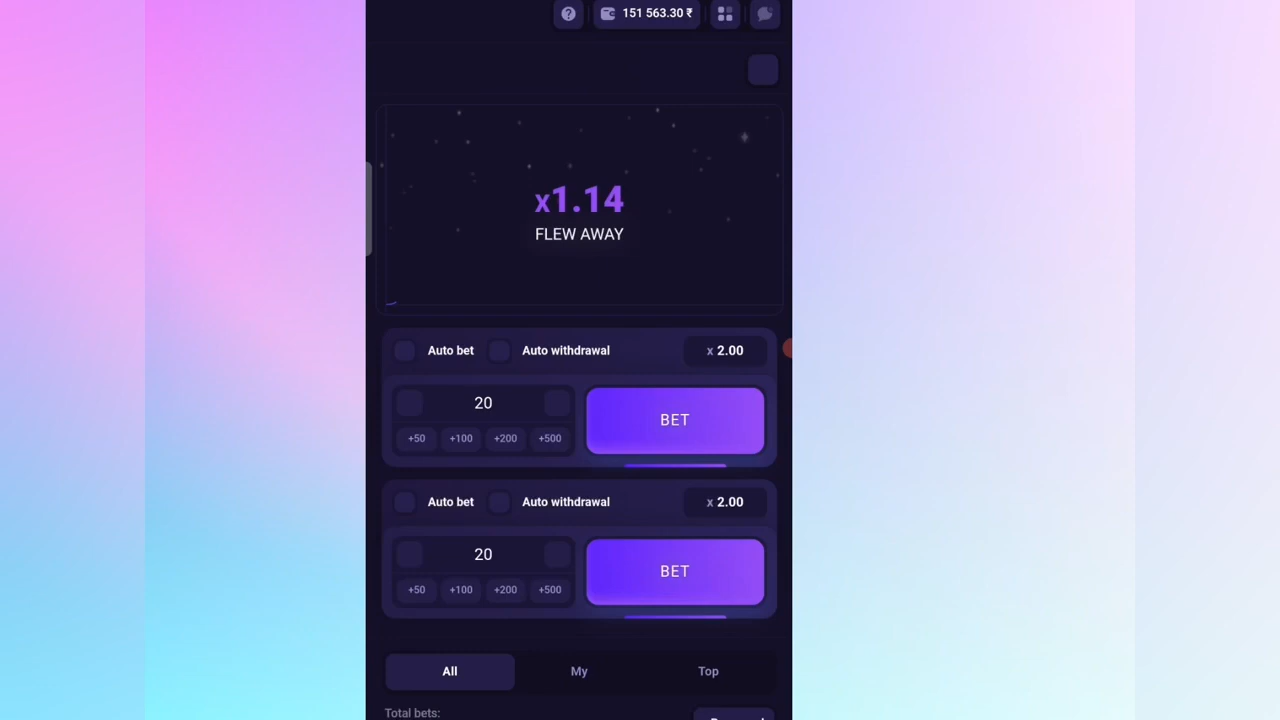 151 563.30 ₹
x1.14
FLEW AWAY
Auto bet Auto withdrawal x 2.00
20
BET
+50 +100 +200 +500
Auto bet Auto withdrawal x 2.00
20
BET
+50 +100 +200 +500
All My Top
Total bets: